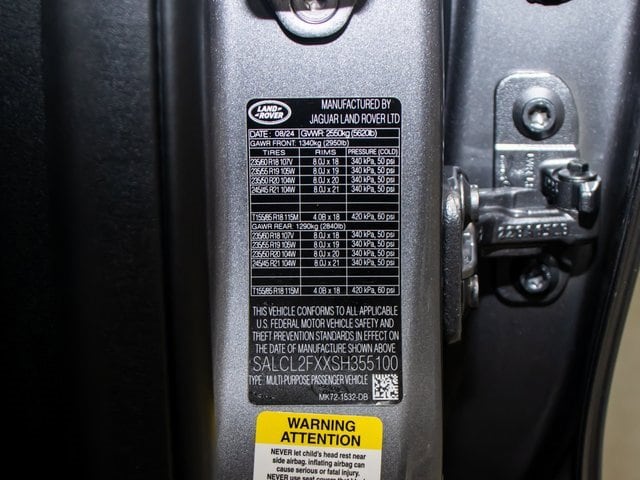 LAND
ROVER
MANUFACTURED BY
JAGUAR LAND ROVER LTD
DATE: 08/24 GVWR: 2550kg (5620lb)
GAWR FRONT: 1340kg (2950lb)
TIRES RIMS PRESSURE (COLD)
235/60 R18 107V 8.0J x 18 340 kPa, 50 psi
235/55 R19 105W 8.0J x 19 340 kPa, 50 psi
235/50 R20 104W 8.0J x 20 340 kPa, 50 psi
245/45 R21 104W 8.0J x 21 340 kPa, 50 psi
T155/85 R18 115M 4.0B x 18 420 kPa, 60 psi
GAWR REAR: 1290kg (2840lb)
235/60 R18 107V 8.0J x 18 340 kPa, 50 psi
235/55 R19 105W 8.0J x 19 340 kPa, 50 psi
235/50 R20 104W 8.0J x 20 340 kPa, 50 psi
245/45 R21 104W 8.0J x 21 340 kPa, 50 psi
T155/85 R18 115M 4.0B x 18 420 kPa, 60 psi
THIS VEHICLE CONFORMS TO ALL APPLICABLE
U.S. FEDERAL MOTOR VEHICLE SAFETY AND
THEFT PREVENTION STANDARDS IN EFFECT ON
THE DATE OF MANUFACTURE SHOWN ABOVE
SALCL2FXXSH355100
TYPE: MULTI-PURPOSE PASSENGER VEHICLE
MK72-1532-DB
WARNING
ATTENTION
NEVER let child's head rest near
side airbag. inflating airbag can
cause serious or fatal injury.